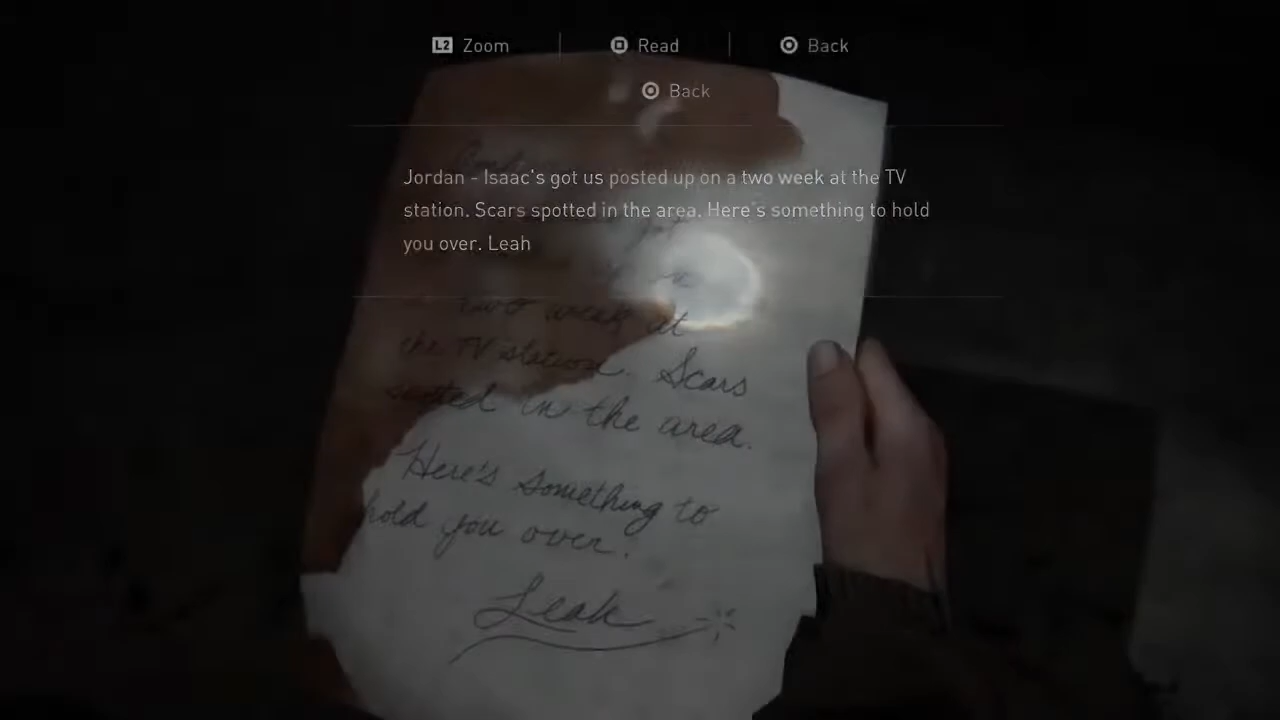 L2 Zoom | Read | Back
Back
Jordan - Isaac's got us posted up on a two week at the TV
station. Scars spotted in the area. Here's something to hold
you over. Leah
two week at
the TV station. Scars
spotted in the area.
Here's something to
hold you over.
Leah